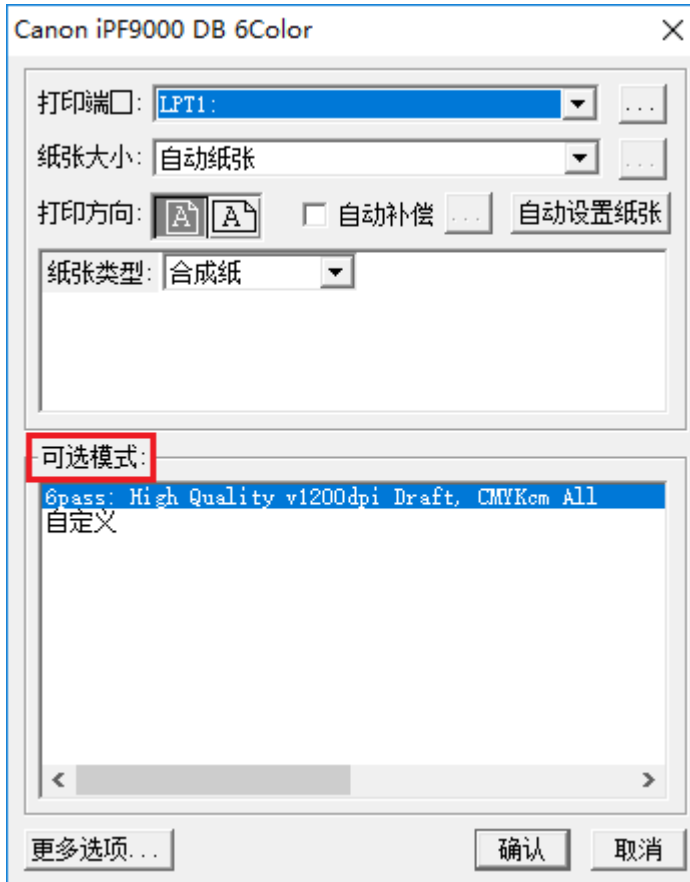 Canon iPF9000 DB 6Color
打印端口: LPT1: ...
纸张大小: 自动纸张 ...
打印方向: A A 自动补偿 ... 自动设置纸张
纸张类型: 合成纸
可选模式:
6pass: High Quality v1200dpi Draft, CMYKcm All
自定义
更多选项... 确认 取消